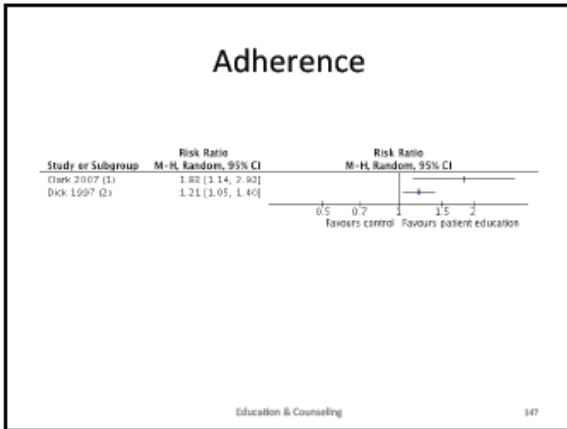 Adherence
Risk Ratio Risk Ratio
Study or Subgroup M-H, Random, 95% CI M-H, Random, 95% CI
Clark 2007 (1) 1.82 [1.14, 2.92]
Dick 1997 (2) 1.21 [1.05, 1.40]
0.5 0.7 1 1.5 2
Favours control Favours patient education
Education & Counseling 147